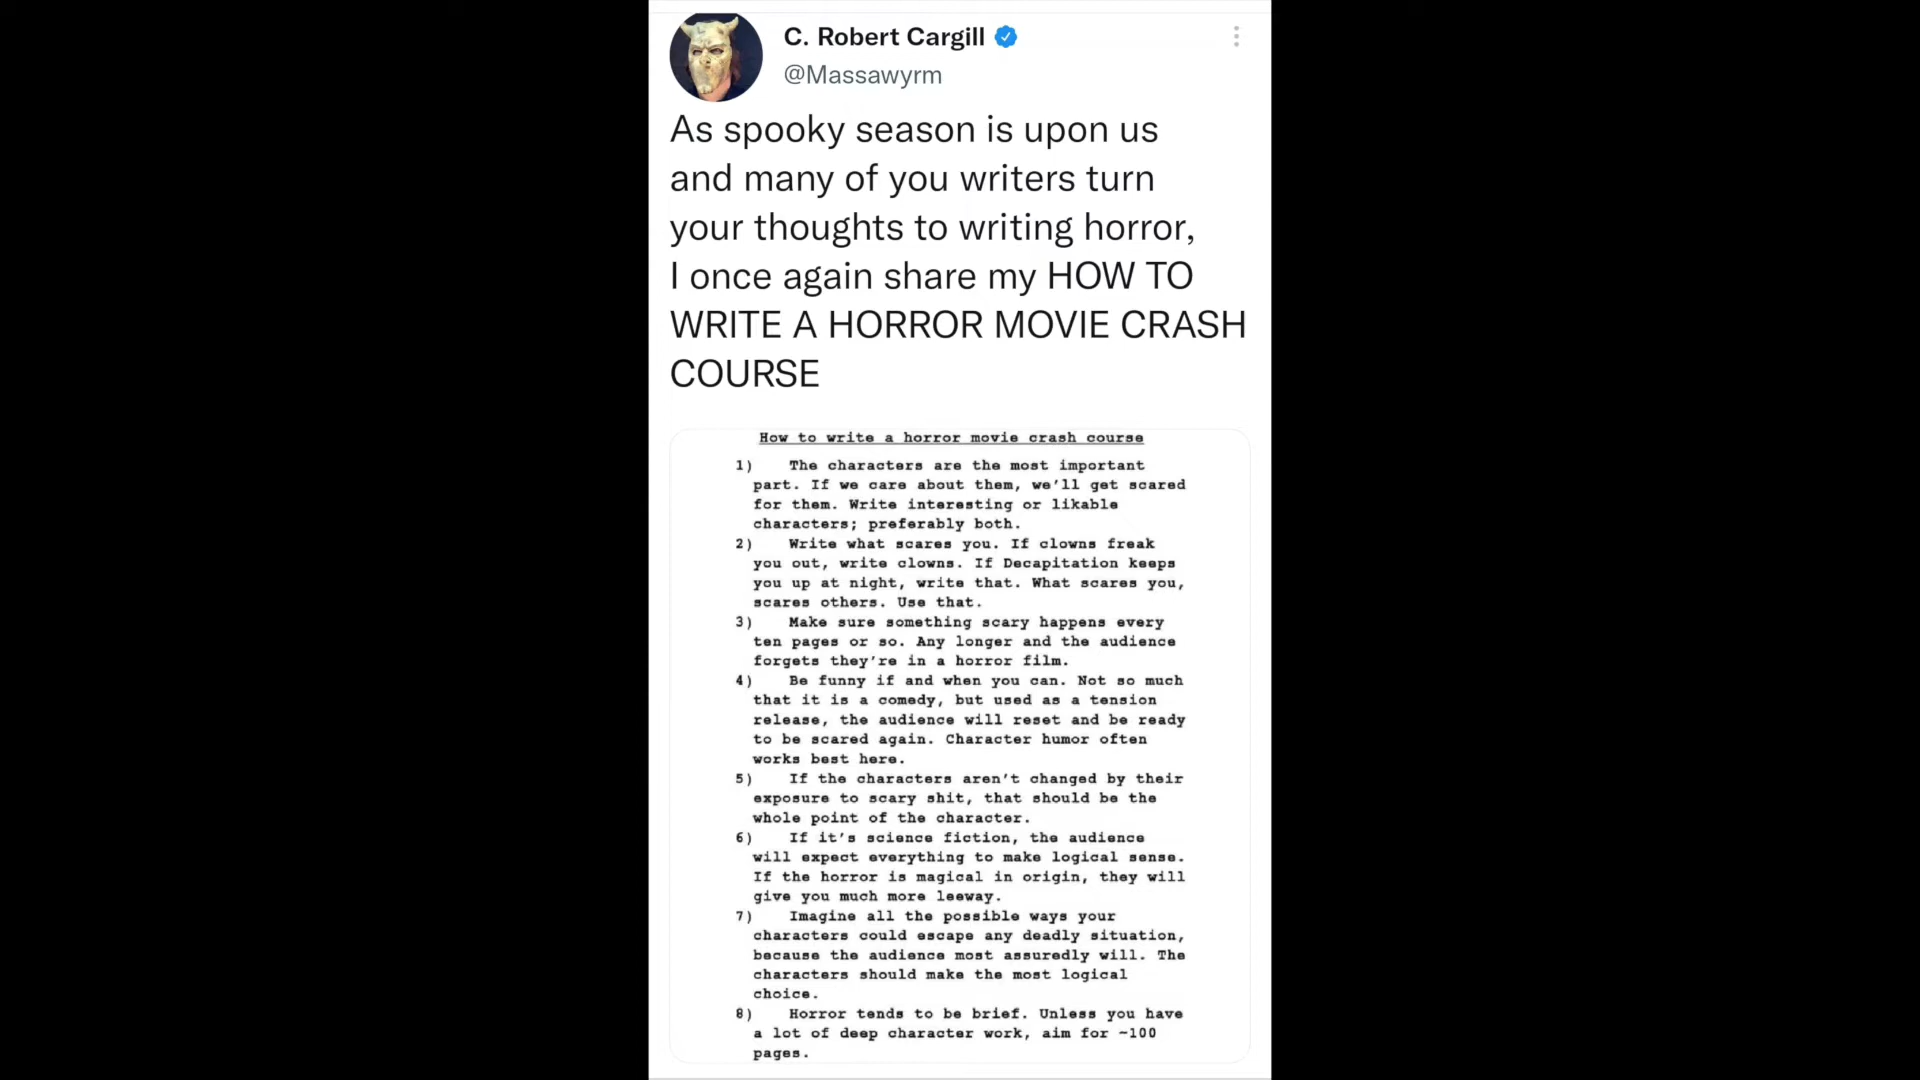 C. Robert Cargill
@Massawyrm
As spooky season is upon us
and many of you writers turn
your thoughts to writing horror,
I once again share my HOW TO
WRITE A HORROR MOVIE CRASH
COURSE
How to write a horror movie crash course
1) The characters are the most important
part. If we care about them, we'll get scared
for them. Write interesting or likable
characters; preferably both.
2) Write what scares you. If clowns freak
you out, write clowns. If Decapitation keeps
you up at night, write that. What scares you,
scares others. Use that.
3) Make sure something scary happens every
ten pages or so. Any longer and the audience
forgets they're in a horror film.
4) Be funny if and when you can. Not so much
that it is a comedy, but used as a tension
release, the audience will reset and be ready
to be scared again. Character humor often
works best here.
5) If the characters aren't changed by their
exposure to scary shit, that should be the
whole point of the character.
6) If it's science fiction, the audience
will expect everything to make logical sense.
If the horror is magical in origin, they will
give you much more leeway.
7) Imagine all the possible ways your
characters could escape any deadly situation,
because the audience most assuredly will. The
characters should make the most logical
choice.
8) Horror tends to be brief. Unless you have
a lot of deep character work, aim for ~100
pages.